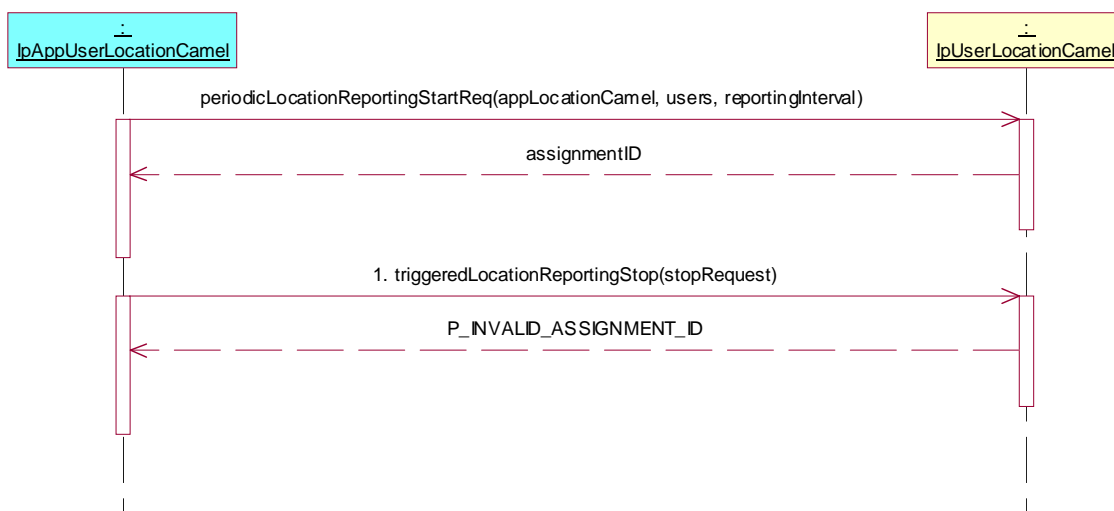 :
IpAppUserLocationCamel
:
IpUserLocationCamel
periodicLocationReportingStartReq(appLocationCamel, users, reportingInterval)
assignmentID
1. triggeredLocationReportingStop(stopRequest)
P_INVALID_ASSIGNMENT_ID